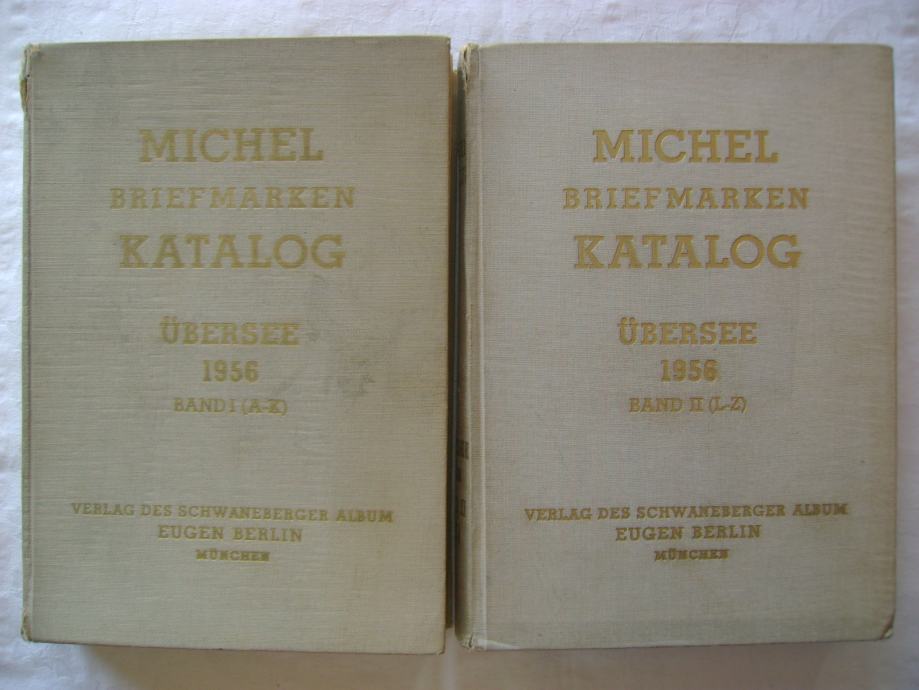 MICHEL
BRIEFMARKEN
KATALOG
ÜBERSEE
1956
BAND I (A-K)
VERLAG DES SCHWANEBERGER ALBUM
EUGEN BERLIN
MÜNCHEN
MICHEL
BRIEFMARKEN
KATALOG
ÜBERSEE
1956
BAND II (L-Z)
VERLAG DES SCHWANEBERGER ALBUM
EUGEN BERLIN
MÜNCHEN